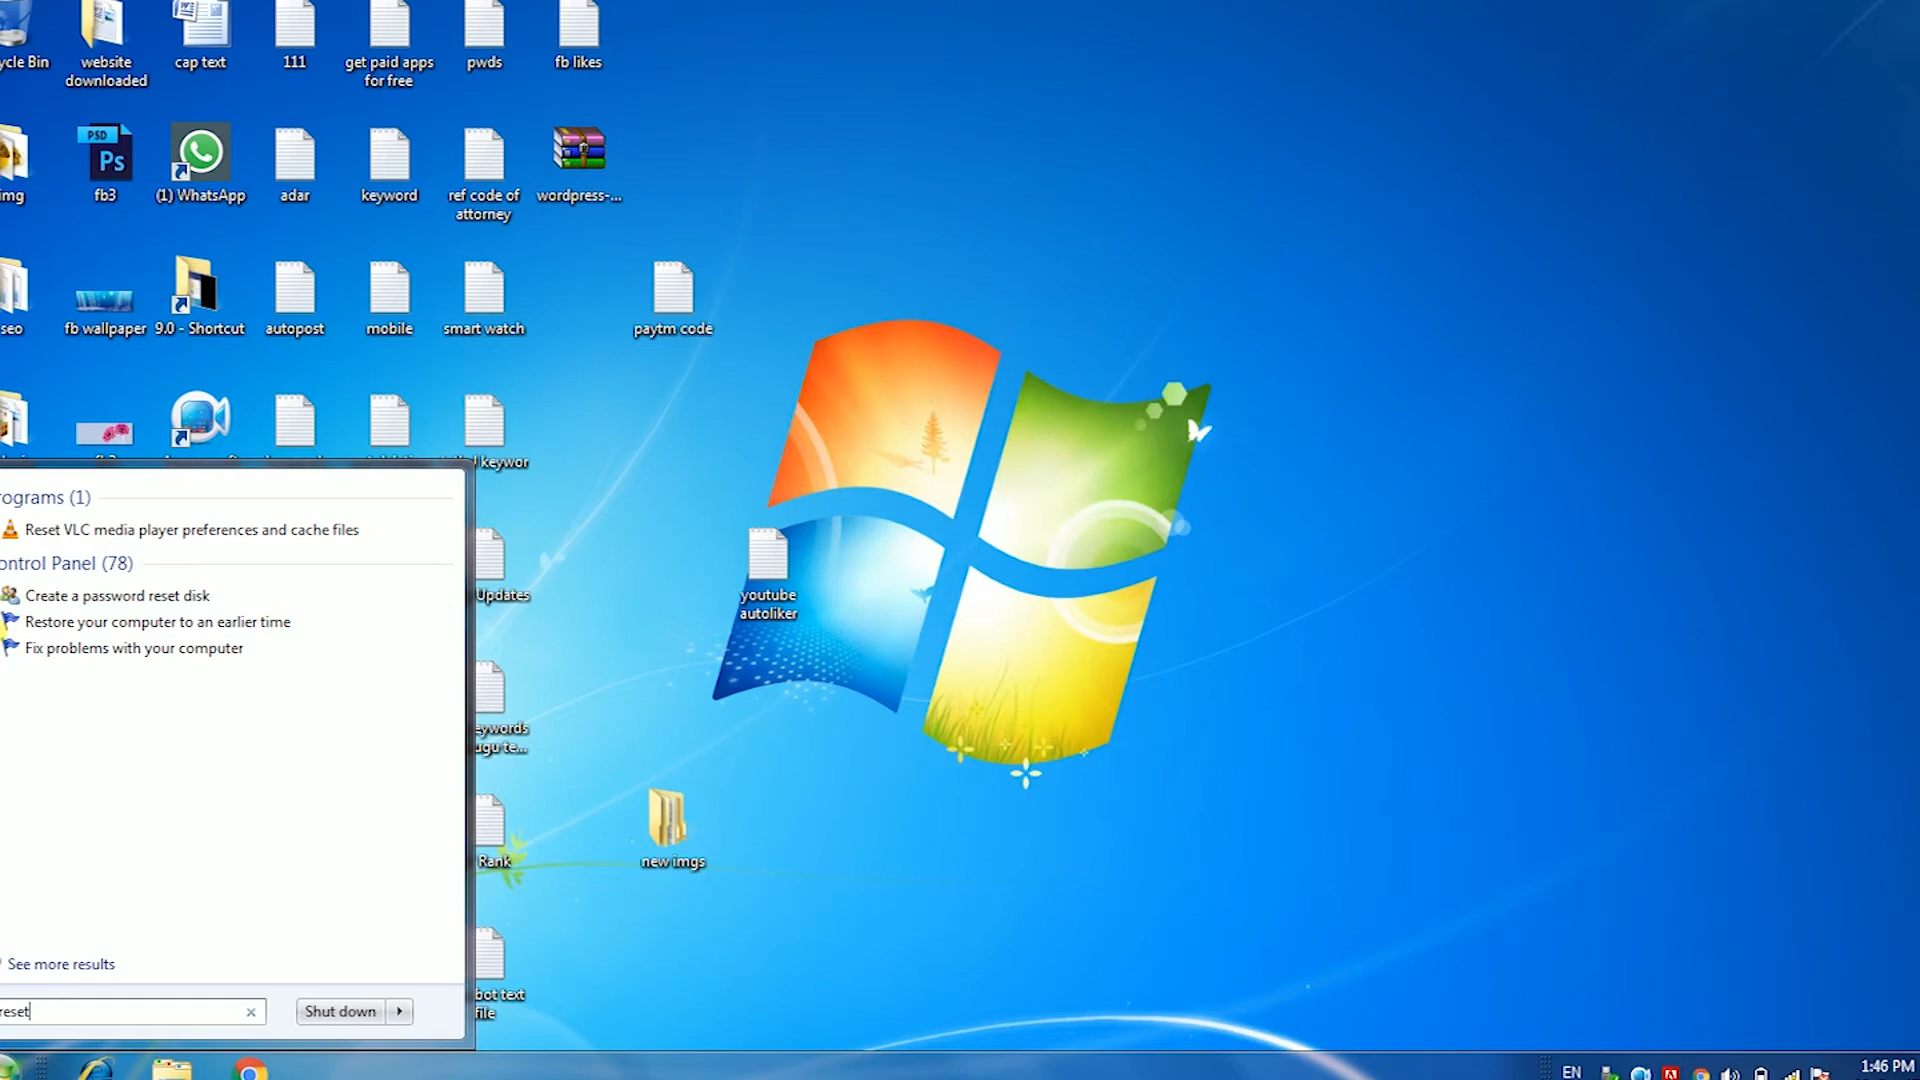 ycle Bin
website
downloaded
cap text
111
get paid apps
for free
pwds
fb likes
img
PSD
Ps
fb3
(1) WhatsApp
adar
keyword
ref code of
attorney
wordpress-...
seo
fb wallpaper
9.0 - Shortcut
autopost
mobile
smart watch
paytm code
keywor
rograms (1)
Reset VLC media player preferences and cache files
ontrol Panel (78)
Create a password reset disk
Restore your computer to an earlier time
Fix problems with your computer
Updates
youtube
autoliker
eywords
ugu te...
Rank
new imgs
See more results
bot text
file
reset
Shut down
EN
1:46 PM